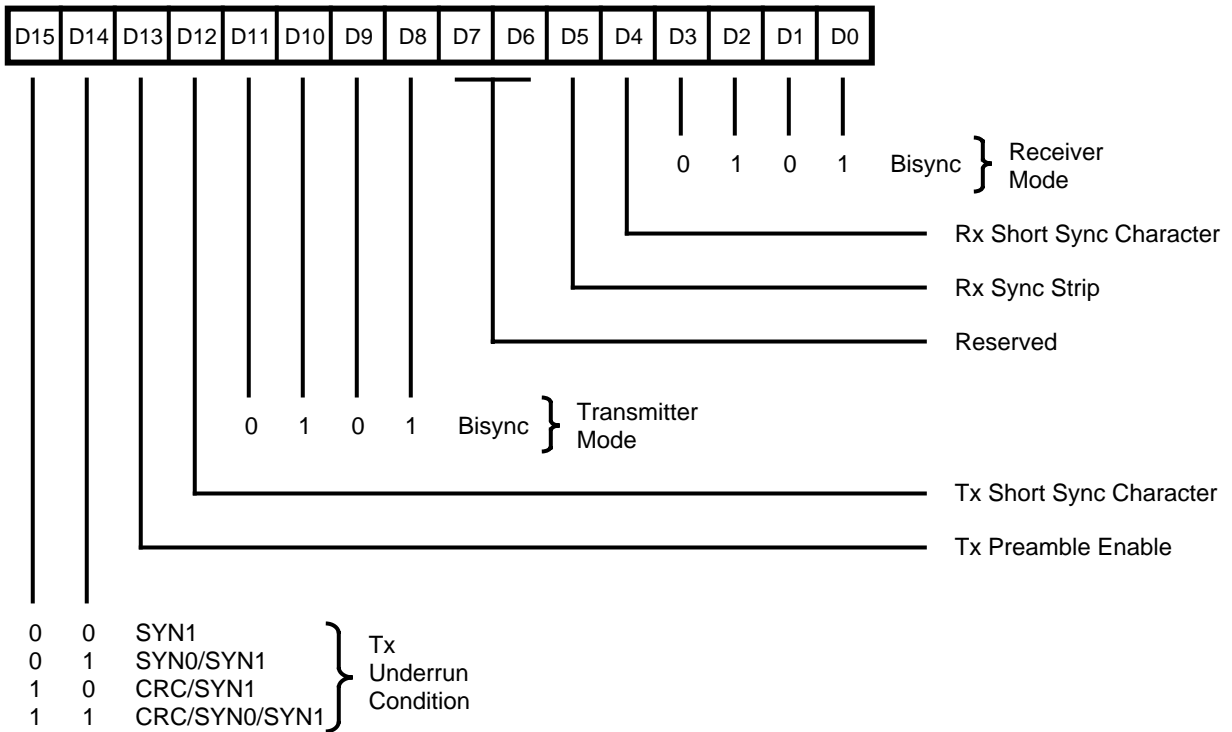 D15 D14 D13 D12 D11 D10 D9 D8 D7 D6 D5 D4 D3 D2 D1 D0
0 1 0 1 Bisync } Receiver
Mode
Rx Short Sync Character
Rx Sync Strip
Reserved
0 1 0 1 Bisync } Transmitter
Mode
Tx Short Sync Character
Tx Preamble Enable
0 0 SYN1
0 1 SYN0/SYN1
1 0 CRC/SYN1
1 1 CRC/SYN0/SYN1
} Tx
Underrun
Condition